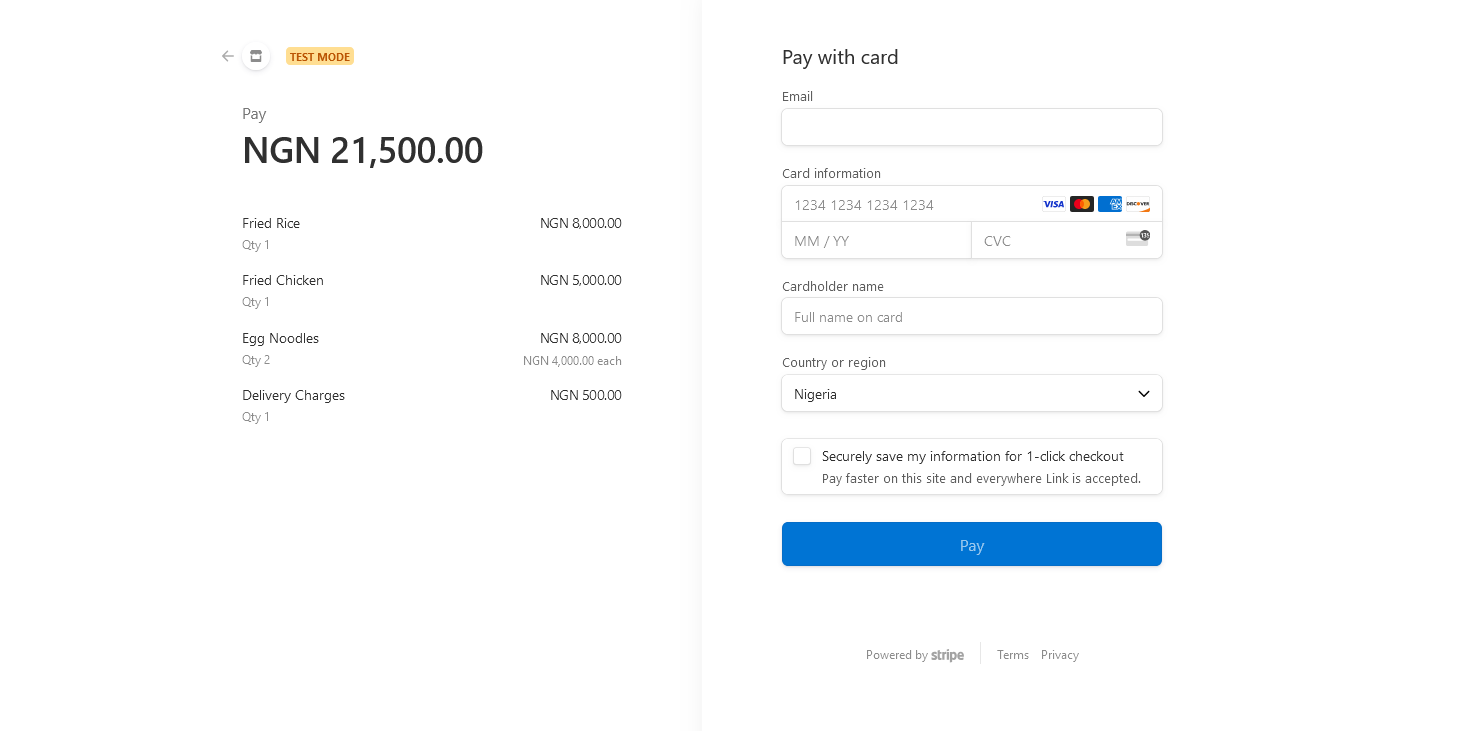 TEST MODE
Pay
NGN 21,500.00
Fried Rice NGN 8,000.00
Qty 1
Fried Chicken NGN 5,000.00
Qty 1
Egg Noodles NGN 8,000.00
Qty 2 NGN 4,000.00 each
Delivery Charges NGN 500.00
Qty 1
Pay with card
Email
Card information
1234 1234 1234 1234 VISA DISCOVER
MM / YY CVC 135
Cardholder name
Full name on card
Country or region
Nigeria
Securely save my information for 1-click checkout
Pay faster on this site and everywhere Link is accepted.
Pay
Powered by stripe Terms Privacy